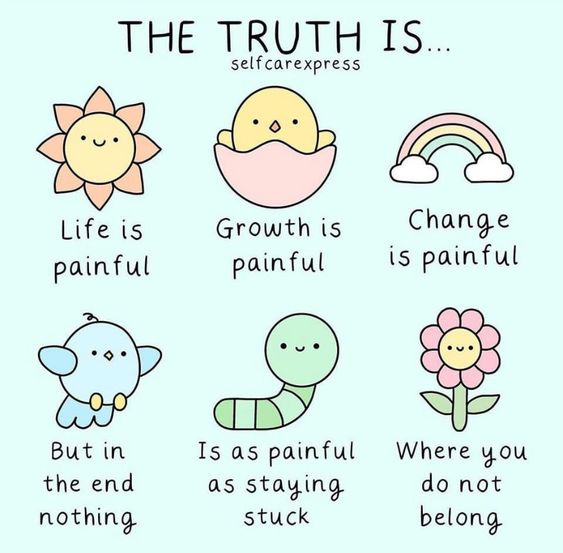 THE TRUTH IS...
selfcarexpress
Life is
painful
Growth is
painful
Change
is painful
But in
the end
nothing
Is as painful
as staying
stuck
Where you
do not
belong